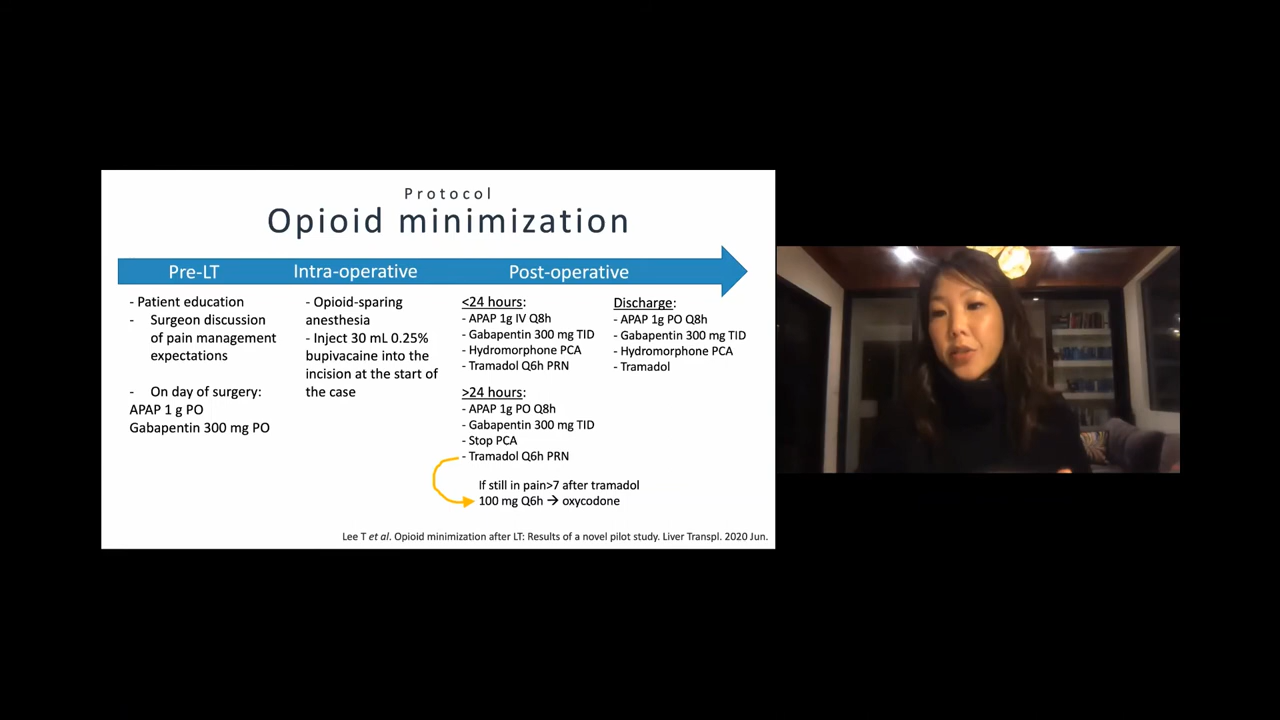 Protocol
Opioid minimization
Pre-LT
Intra-operative
Post-operative
- Patient education
- Surgeon discussion
of pain management
expectations
- On day of surgery:
APAP 1 g PO
Gabapentin 300 mg PO
- Opioid-sparing
anesthesia
- Inject 30 mL 0.25%
bupivacaine into the
incision at the start of
the case
<24 hours:
- APAP 1g IV Q8h
- Gabapentin 300 mg TID
- Hydromorphone PCA
- Tramadol Q6h PRN
>24 hours:
- APAP 1g PO Q8h
- Gabapentin 300 mg TID
- Stop PCA
- Tramadol Q6h PRN
If still in pain>7 after tramadol
100 mg Q6h → oxycodone
Discharge:
- APAP 1g PO Q8h
- Gabapentin 300 mg TID
- Hydromorphone PCA
- Tramadol
Lee T et al. Opioid minimization after LT: Results of a novel pilot study. Liver Transpl. 2020 Jun.